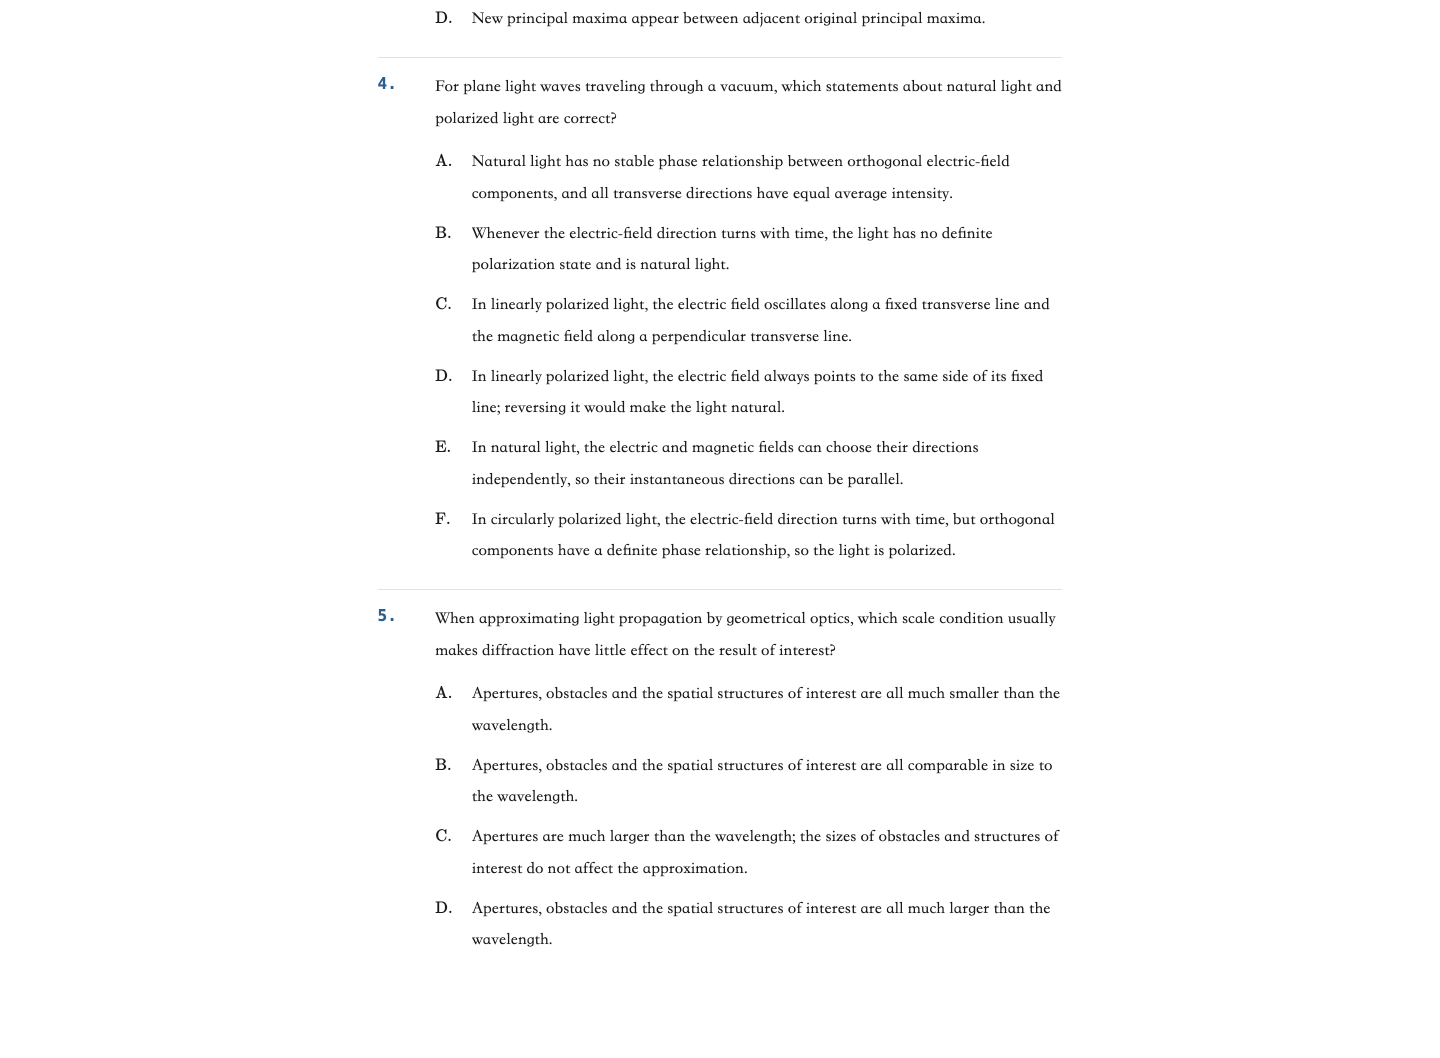 D. New principal maxima appear between adjacent original principal maxima.
4. For plane light waves traveling through a vacuum, which statements about natural light and
polarized light are correct?
A. Natural light has no stable phase relationship between orthogonal electric-field
components, and all transverse directions have equal average intensity.
B. Whenever the electric-field direction turns with time, the light has no definite
polarization state and is natural light.
C. In linearly polarized light, the electric field oscillates along a fixed transverse line and
the magnetic field along a perpendicular transverse line.
D. In linearly polarized light, the electric field always points to the same side of its fixed
line; reversing it would make the light natural.
E. In natural light, the electric and magnetic fields can choose their directions
independently, so their instantaneous directions can be parallel.
F. In circularly polarized light, the electric-field direction turns with time, but orthogonal
components have a definite phase relationship, so the light is polarized.
5. When approximating light propagation by geometrical optics, which scale condition usually
makes diffraction have little effect on the result of interest?
A. Apertures, obstacles and the spatial structures of interest are all much smaller than the
wavelength.
B. Apertures, obstacles and the spatial structures of interest are all comparable in size to
the wavelength.
C. Apertures are much larger than the wavelength; the sizes of obstacles and structures of
interest do not affect the approximation.
D. Apertures, obstacles and the spatial structures of interest are all much larger than the
wavelength.